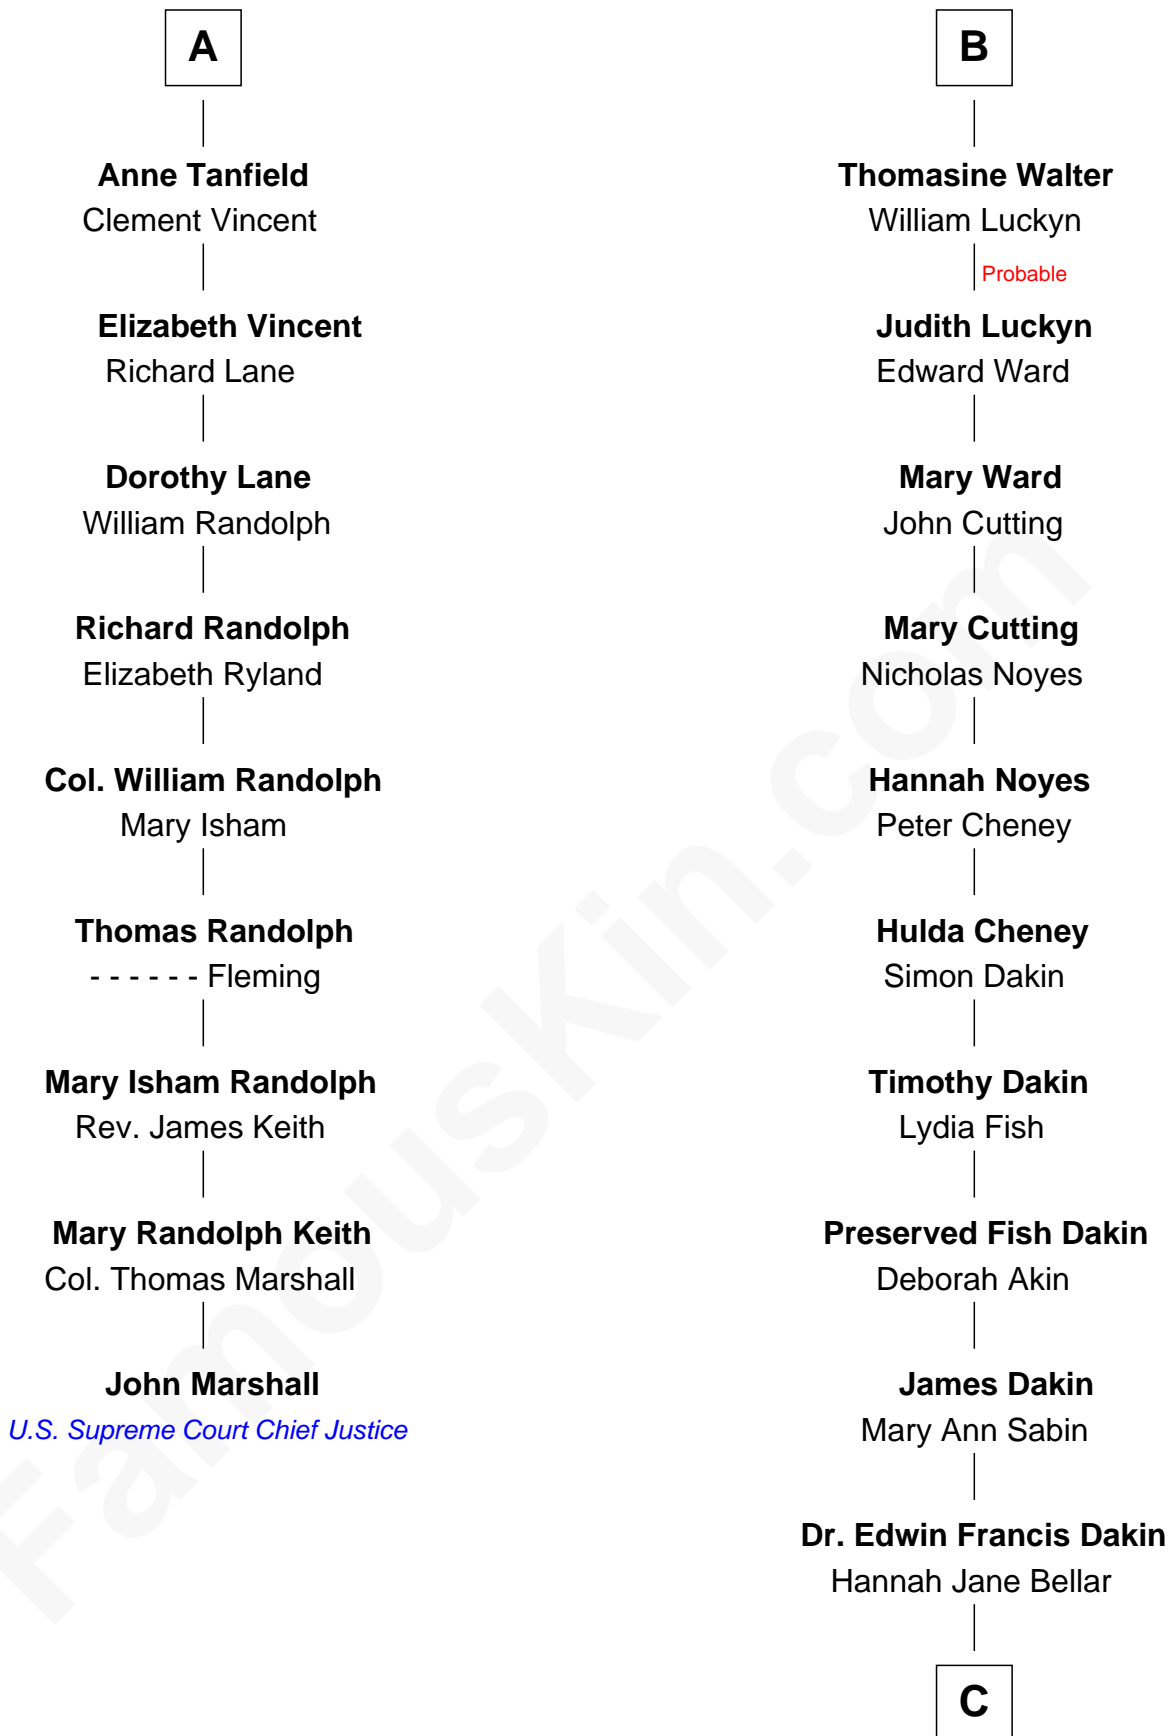 A
Anne Tanfield
Clement Vincent
Elizabeth Vincent
Richard Lane
Dorothy Lane
William Randolph
Richard Randolph
Elizabeth Ryland
Col. William Randolph
Mary Isham
Thomas Randolph
- - - - - - Fleming
Mary Isham Randolph
Rev. James Keith
Mary Randolph Keith
Col. Thomas Marshall
John Marshall
U.S. Supreme Court Chief Justice
B
Thomasine Walter
William Luckyn
Probable
Judith Luckyn
Edward Ward
Mary Ward
John Cutting
Mary Cutting
Nicholas Noyes
Hannah Noyes
Peter Cheney
Hulda Cheney
Simon Dakin
Timothy Dakin
Lydia Fish
Preserved Fish Dakin
Deborah Akin
James Dakin
Mary Ann Sabin
Dr. Edwin Francis Dakin
Hannah Jane Bellar
C
FamousKin.com